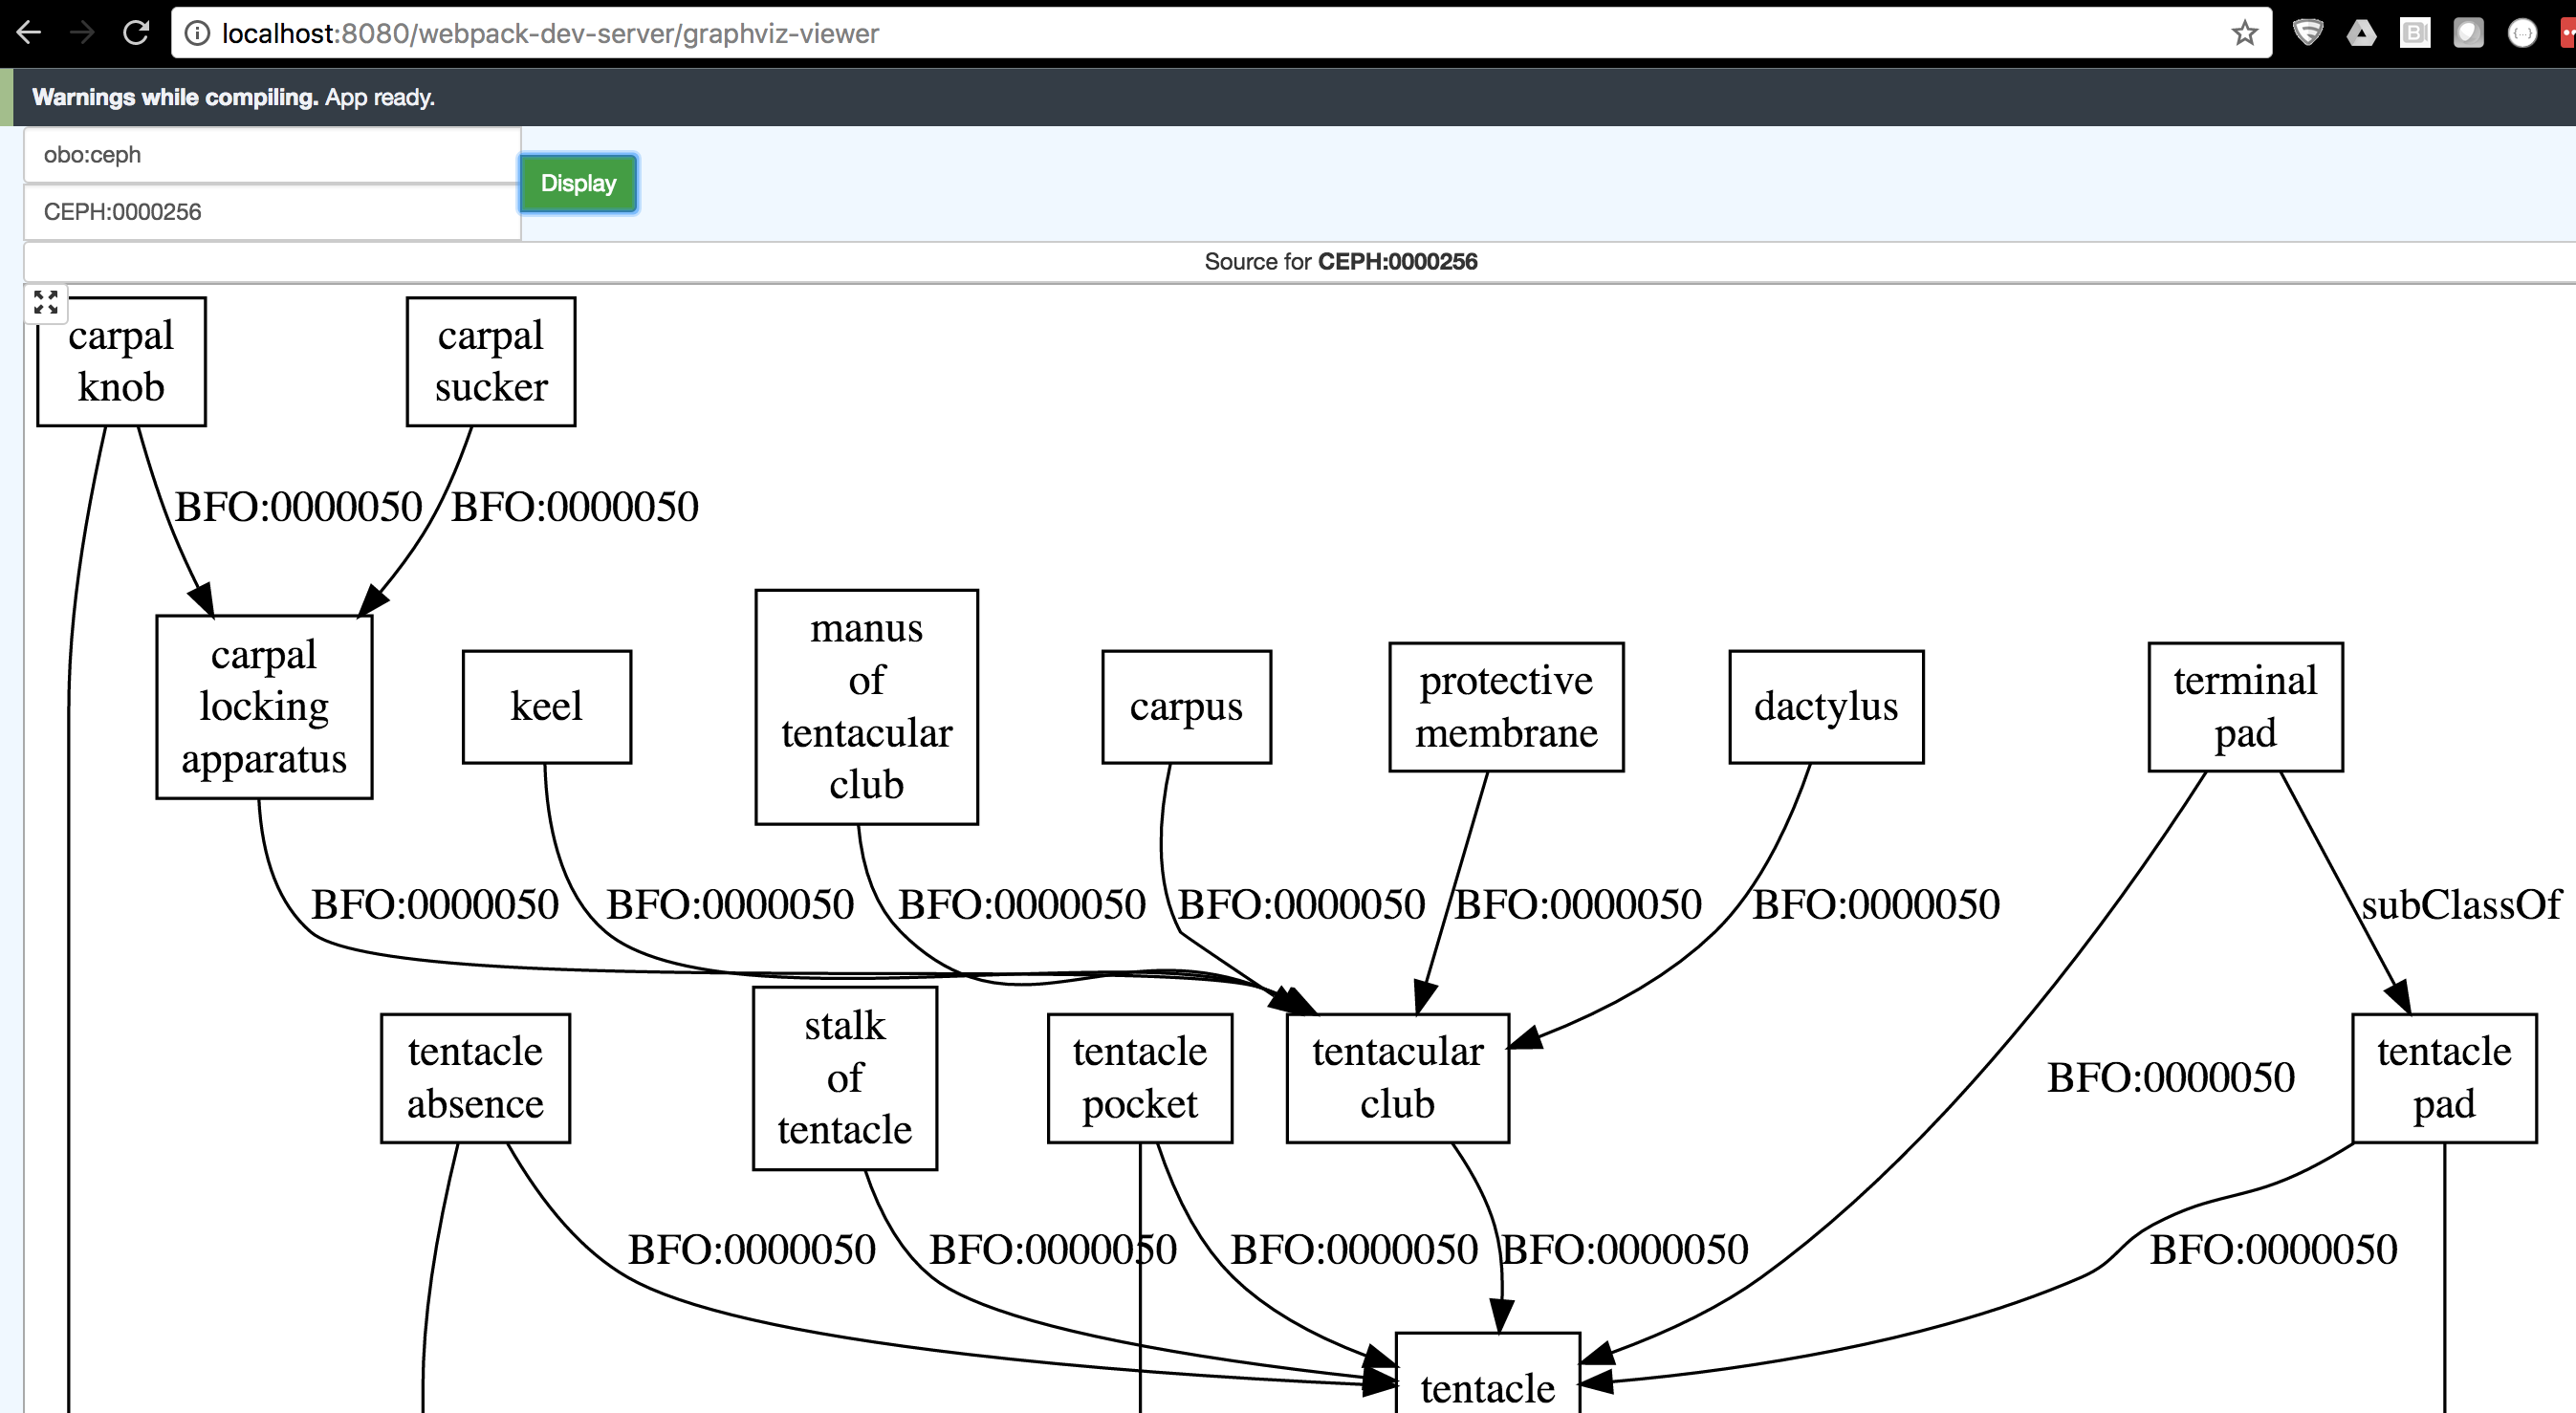 localhost:8080/webpack-dev-server/graphviz-viewer
Warnings while compiling. App ready.
obo:ceph
Display
CEPH:0000256
Source for CEPH:0000256
carpal
knob
carpal
sucker
BFO:0000050
BFO:0000050
carpal
locking
apparatus
keel
manus
of
tentacular
club
carpus
protective
membrane
dactylus
terminal
pad
BFO:0000050
BFO:0000050
BFO:0000050
BFO:0000050
BFO:0000050
BFO:0000050
subClassOf
tentacle
absence
stalk
of
tentacle
tentacle
pocket
tentacular
club
BFO:0000050
tentacle
pad
BFO:0000050
BFO:0000050
BFO:0000050
BFO:0000050
BFO:0000050
tentacle